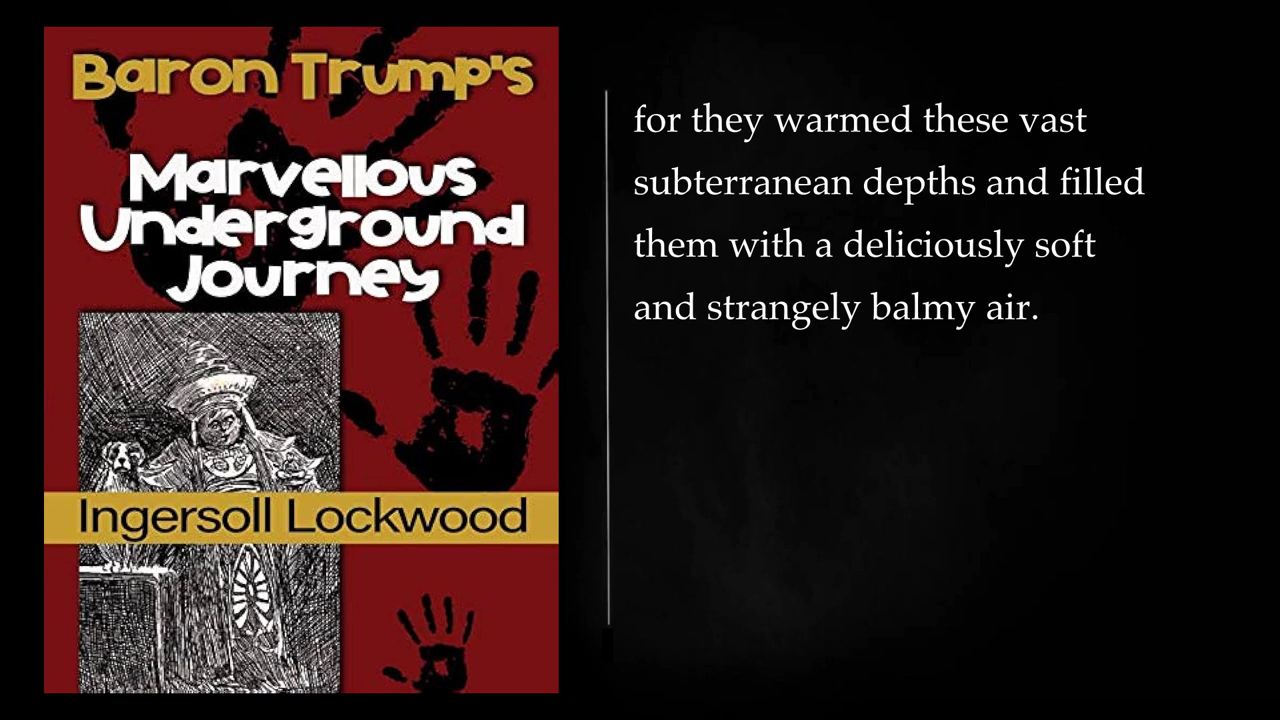 Baron Trump's
Marvellous
Underground
Journey
Ingersoll Lockwood
for they warmed these vast
subterranean depths and filled
them with a deliciously soft
and strangely balmy air.